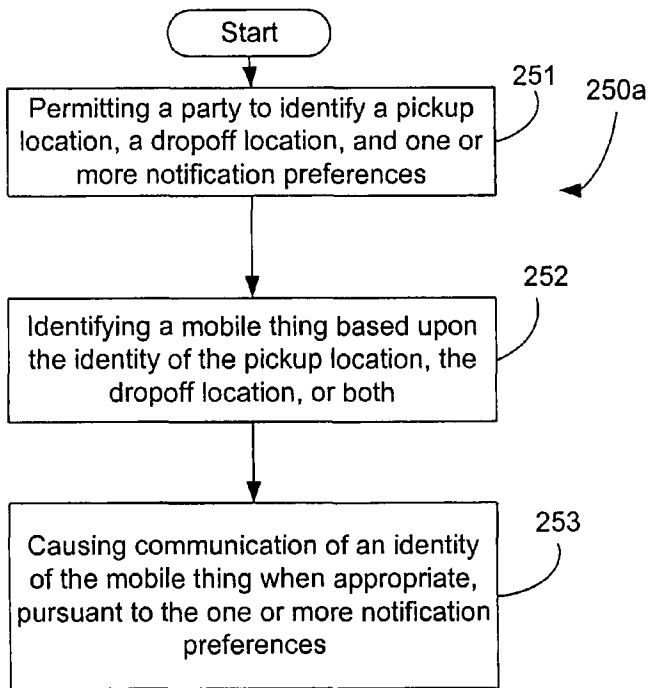 Start
251
250a
Permitting a party to identify a pickup
location, a dropoff location, and one or
more notification preferences
252
Identifying a mobile thing based upon
the identity of the pickup location, the
dropoff location, or both
253
Causing communication of an identity
of the mobile thing when appropriate,
pursuant to the one or more notification
preferences